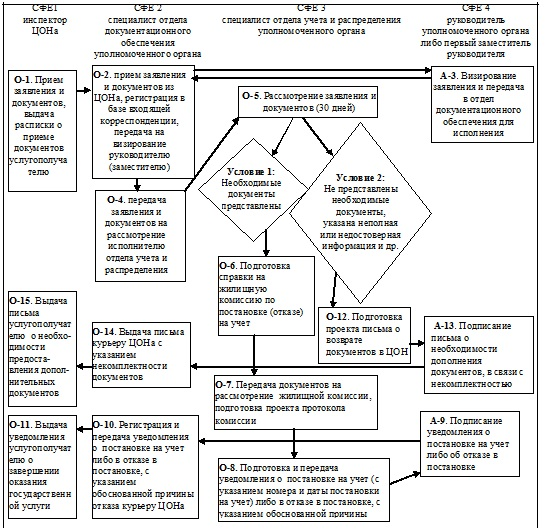 СФЕ1
инспектор
ЦОНа
СФЕ 2
специалист отдела
документационного
обеспечения
уполномоченного органа
СФЕ 3
специалист отдела учета и распределения
уполномоченного органа
СФЕ 4
руководитель
уполномоченного органа
либо первый заместитель
руководителя
О-1. Прием
заявления и
документов,
выдача
расписки о
приеме
документов
услугополуча
телю
О-2. прием заявления
и документов из
ЦОНа, регистрация в
базе входящей
корреспонденции,
передача на
визирование
руководителю
(заместителю)
А-3. Визирование
заявления и передача
в отдел
документационного
обеспечения для
исполнения
О-5. Рассмотрение заявления и
документов (30 дней)
О-4. передача
заявления и
документов на
рассмотрение
исполнителю
отдела учета и
распределения
Условие 1:
Необходимые
документы
представлены
Условие 2:
Не представлены
необходимые
документы,
указана неполная
или недостоверная
информация и др.
О-6. Подготовка
справки на
жилищную
комиссию по
постановке (отказе)
на учет
О-12. Подготовка
проекта письма о
возврате
документов в ЦОН
А-13. Подписание
письма о
необходимости
дополнения
документов, в связи с
некомплектностью
О-14. Выдача письма
курьеру ЦОНа с
указанием
некомплектности
документов
О-15. Выдача
письма
услугополучат
елю о необхо-
димости
предоста-
вления допол-
нительных
документов
О-7. Передача документов на
рассмотрение жилищной комиссии,
подготовка проекта протокола
комиссии
О-8. Подготовка и передача
уведомления о постановке на учет (с
указанием номера и даты постановки
на учет) либо в отказе в постановке,
с указанием обоснованной причины
А-9. Подписание
уведомления о
постановке на учет
либо об отказе в
постановке
О-10. Регистрация и
передача уведомления
о постановке на учет
либо в отказе в
постановке, с
указанием
обоснованной причины
отказа курьеру ЦОНа
О-11. Выдача
уведомления
услугополучат
елю о
завершении
оказания
государственн
ой услуги